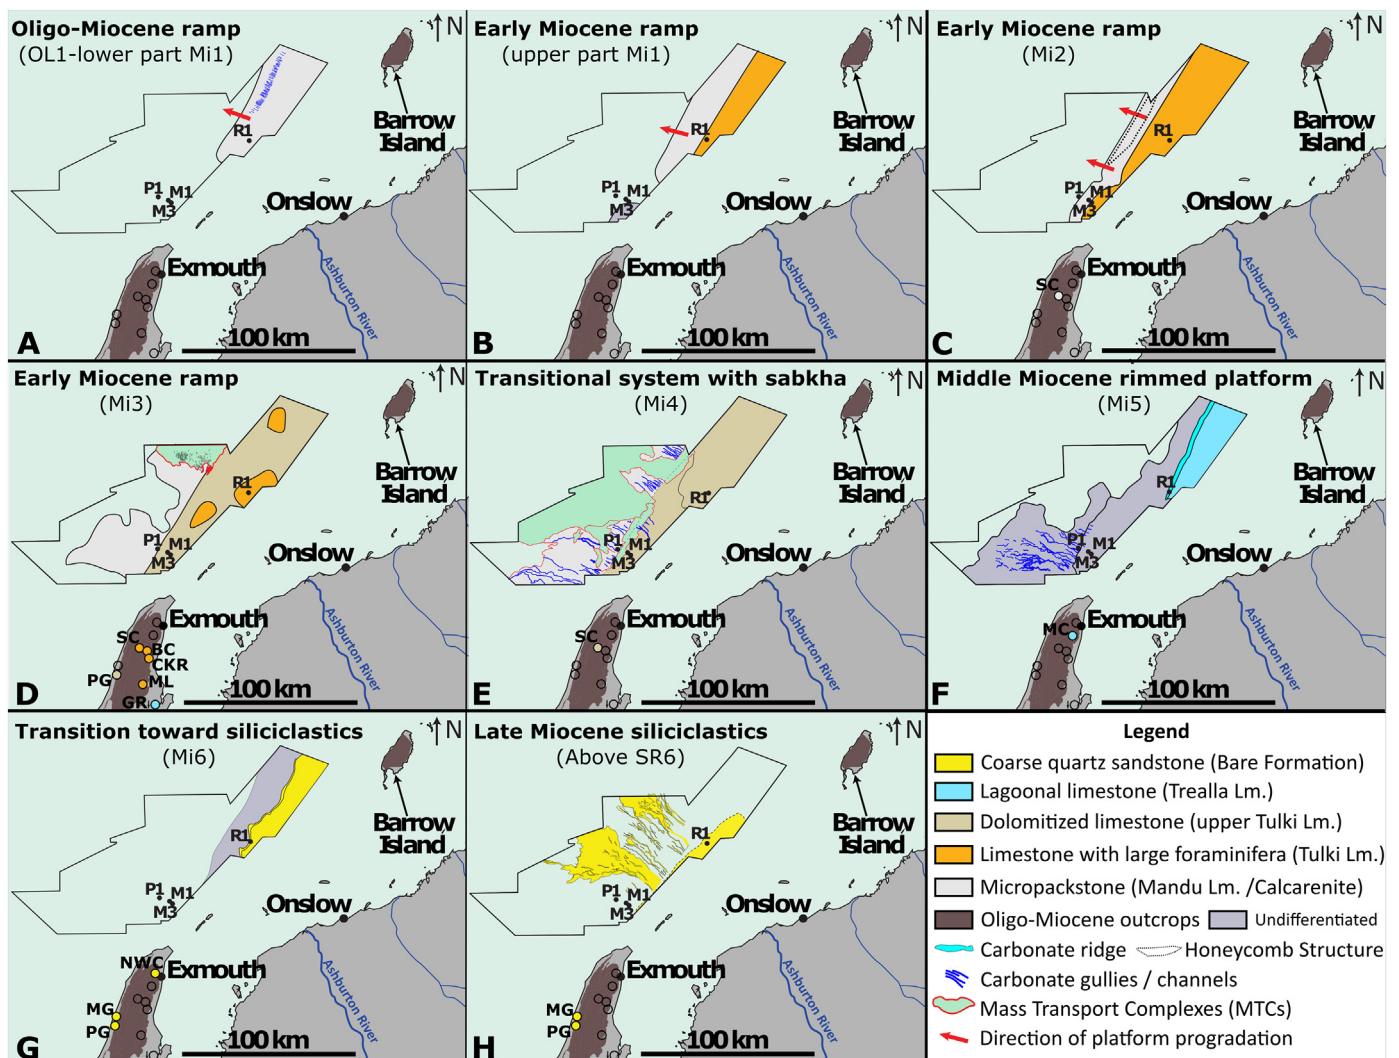 Oligo-Miocene ramp
(OL1-lower part Mi1)
N
R1
Barrow
Island
P1
M1
M3
Onslow
Exmouth
Ashburton River
100 km
A
Early Miocene ramp
(upper part Mi1)
N
R1
Barrow
Island
P1
M1
M3
Onslow
Exmouth
Ashburton River
100 km
B
Early Miocene ramp
(Mi2)
N
R1
Barrow
Island
P1
M1
M3
Onslow
Exmouth
SC
Ashburton River
100 km
C
Early Miocene ramp
(Mi3)
N
R1
Barrow
Island
P1
M1
M3
Onslow
Exmouth
SC
BC
CKR
PG
ML
GR
Ashburton River
100 km
D
Transitional system with sabkha
(Mi4)
N
R1
Barrow
Island
P1
M1
M3
Onslow
Exmouth
SC
Ashburton River
100 km
E
Middle Miocene rimmed platform
(Mi5)
N
R1
Barrow
Island
P1
M1
M3
Onslow
Exmouth
MC
Ashburton River
100 km
F
Transition toward siliciclastics
(Mi6)
N
R1
Barrow
Island
P1
M1
M3
Onslow
NWC
Exmouth
MG
PG
Ashburton River
100 km
G
Late Miocene siliciclastics
(Above SR6)
N
R1
Barrow
Island
P1
M1
M3
Onslow
Exmouth
MG
PG
Ashburton River
100 km
H
Legend
Coarse quartz sandstone (Bare Formation)
Lagoonal limestone (Trealla Lm.)
Dolomitized limestone (upper Tulki Lm.)
Limestone with large foraminifera (Tulki Lm.)
Micropackstone (Mandu Lm. /Calcarenite)
Oligo-Miocene outcrops Undifferentiated
Carbonate ridge Honeycomb Structure
Carbonate gullies / channels
Mass Transport Complexes (MTCs)
Direction of platform progradation